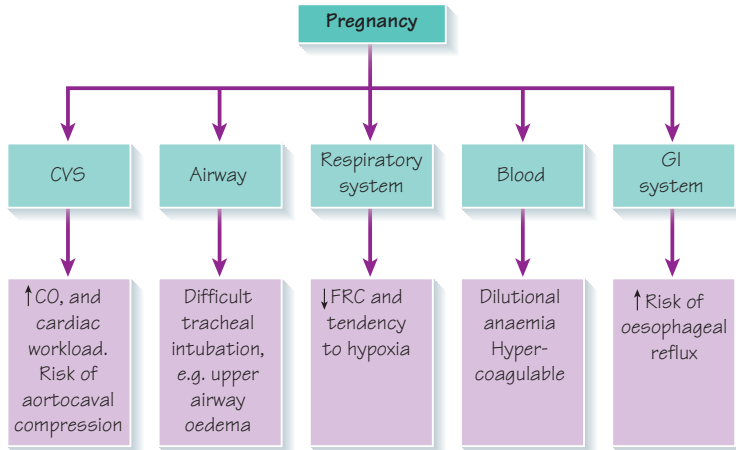 Pregnancy
CVS
Airway
Respiratory
system
Blood
GI
system
↑CO, and
cardiac
workload.
Risk of
aortocaval
compression
Difficult
tracheal
intubation,
e.g. upper
airway
oedema
↓FRC and
tendency
to hypoxia
Dilutional
anaemia
Hyper-
coagulable
↑Risk of
oesophageal
reflux